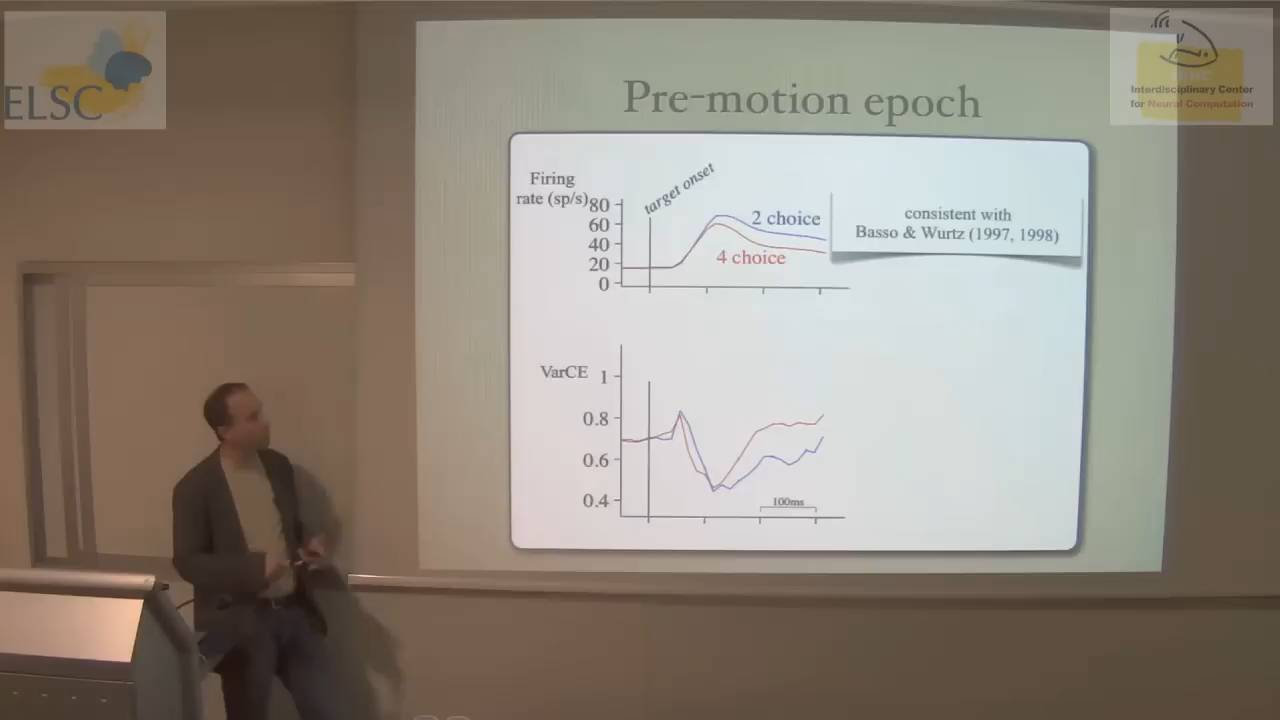 ELSC
Interdisciplinary Center
for Neural Computation
Pre-motion epoch
Firing
rate (sp/s)
target onset
80
60
40
20
0
2 choice
4 choice
consistent with
Basso & Wurtz (1997, 1998)
VarCE
1
0.8
0.6
0.4
100ms